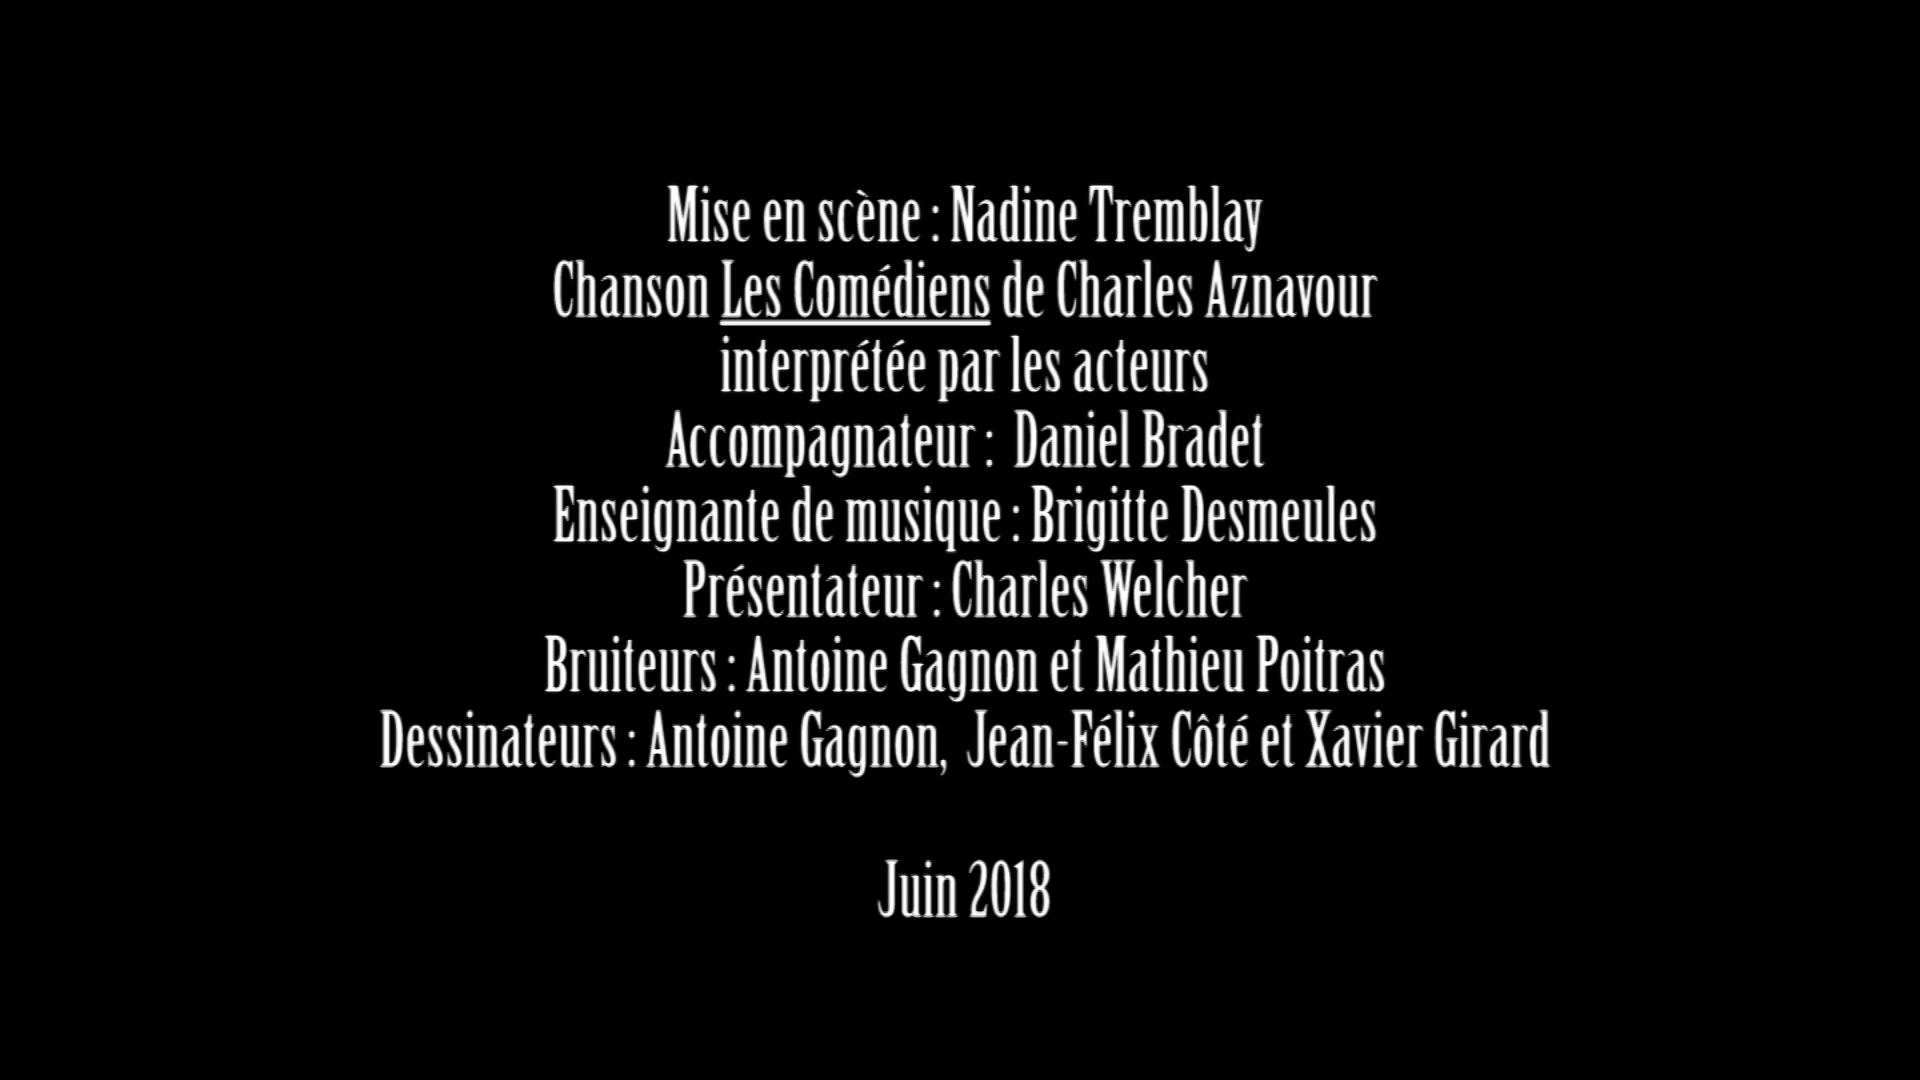 Mise en scène : Nadine Tremblay
Chanson Les Comédiens de Charles Aznavour
interprétée par les acteurs
Accompagnateur : Daniel Bradet
Enseignante de musique : Brigitte Desmeules
Présentateur : Charles Welcher
Bruiteurs : Antoine Gagnon et Mathieu Poitras
Dessinateurs : Antoine Gagnon, Jean-Félix Côté et Xavier Girard
Juin 2018